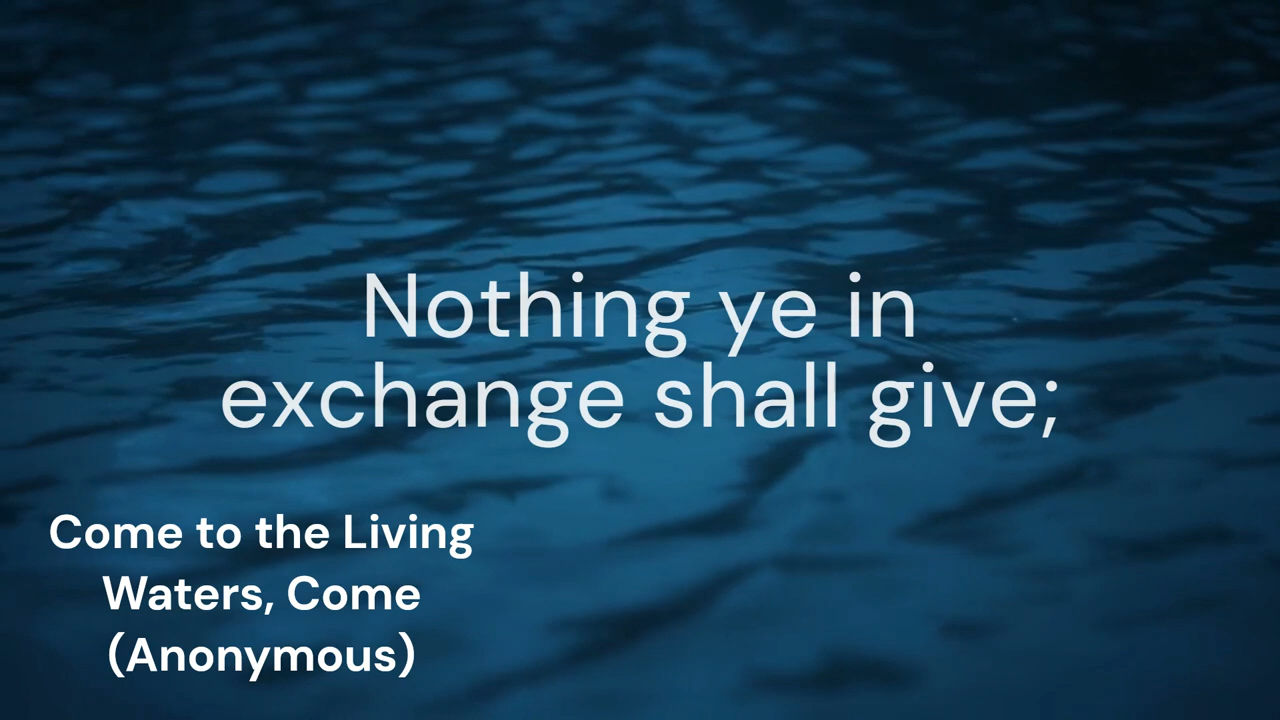 Nothing ye in
exchange shall give;
Come to the Living
Waters, Come
(Anonymous)